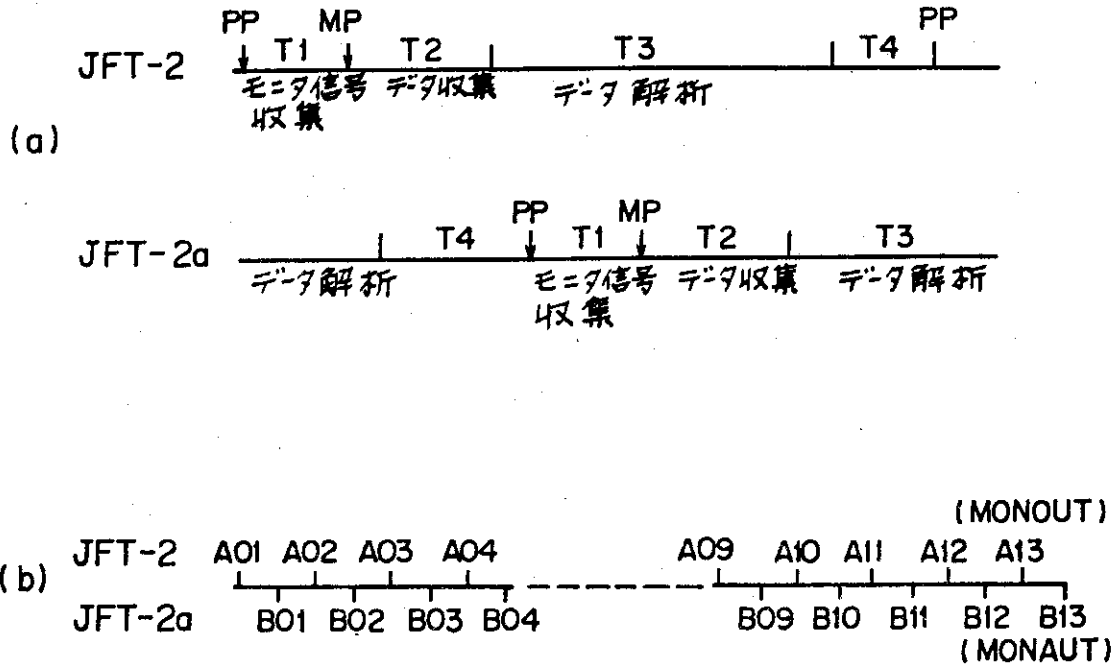 PP MP PP
JFT-2 T1 T2 T3 T4
モニタ信号 データ収集 データ解析
収集
(a)
PP MP
JFT-2a T4 T1 T2 T3
データ解析 モニタ信号 データ収集 データ解析
収集
(MONOUT)
JFT-2 A01 A02 A03 A04 A09 A10 A11 A12 A13
(b)
JFT-2a B01 B02 B03 B04 B09 B10 B11 B12 B13
(MONAUT)